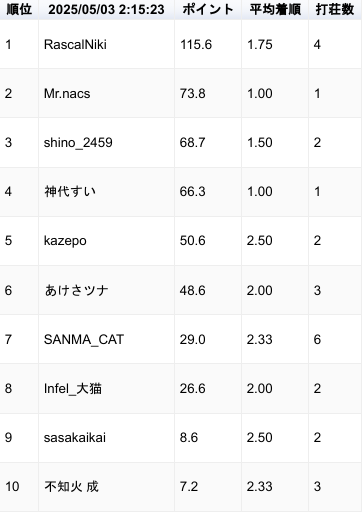 順位 2025/05/03 2:15:23 ポイント 平均着順 打荘数
1 RascalNiki 115.6 1.75 4
2 Mr.nacs 73.8 1.00 1
3 shino_2459 68.7 1.50 2
4 神代すい 66.3 1.00 1
5 kazepo 50.6 2.50 2
6 あけさツナ 48.6 2.00 3
7 SANMA_CAT 29.0 2.33 6
8 Infel_大猫 26.6 2.00 2
9 sasakaikai 8.6 2.50 2
10 不知火 成 7.2 2.33 3